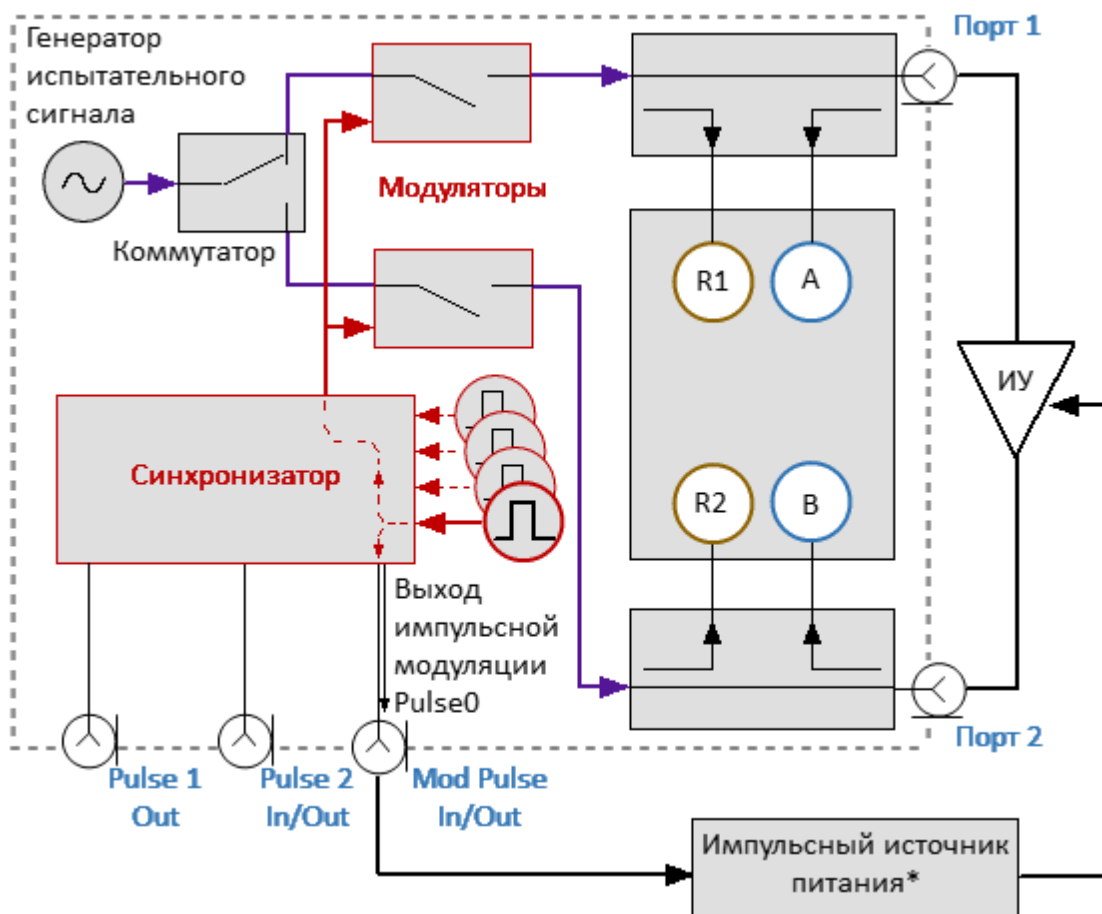 Генератор
испытательного
сигнала
Порт 1
Модуляторы
Коммутатор
R1
A
ИУ
Синхронизатор
R2
B
Выход
импульсной
модуляции
Pulse0
Порт 2
Pulse 1
Out
Pulse 2
In/Out
Mod Pulse
In/Out
Импульсный источник
питания*